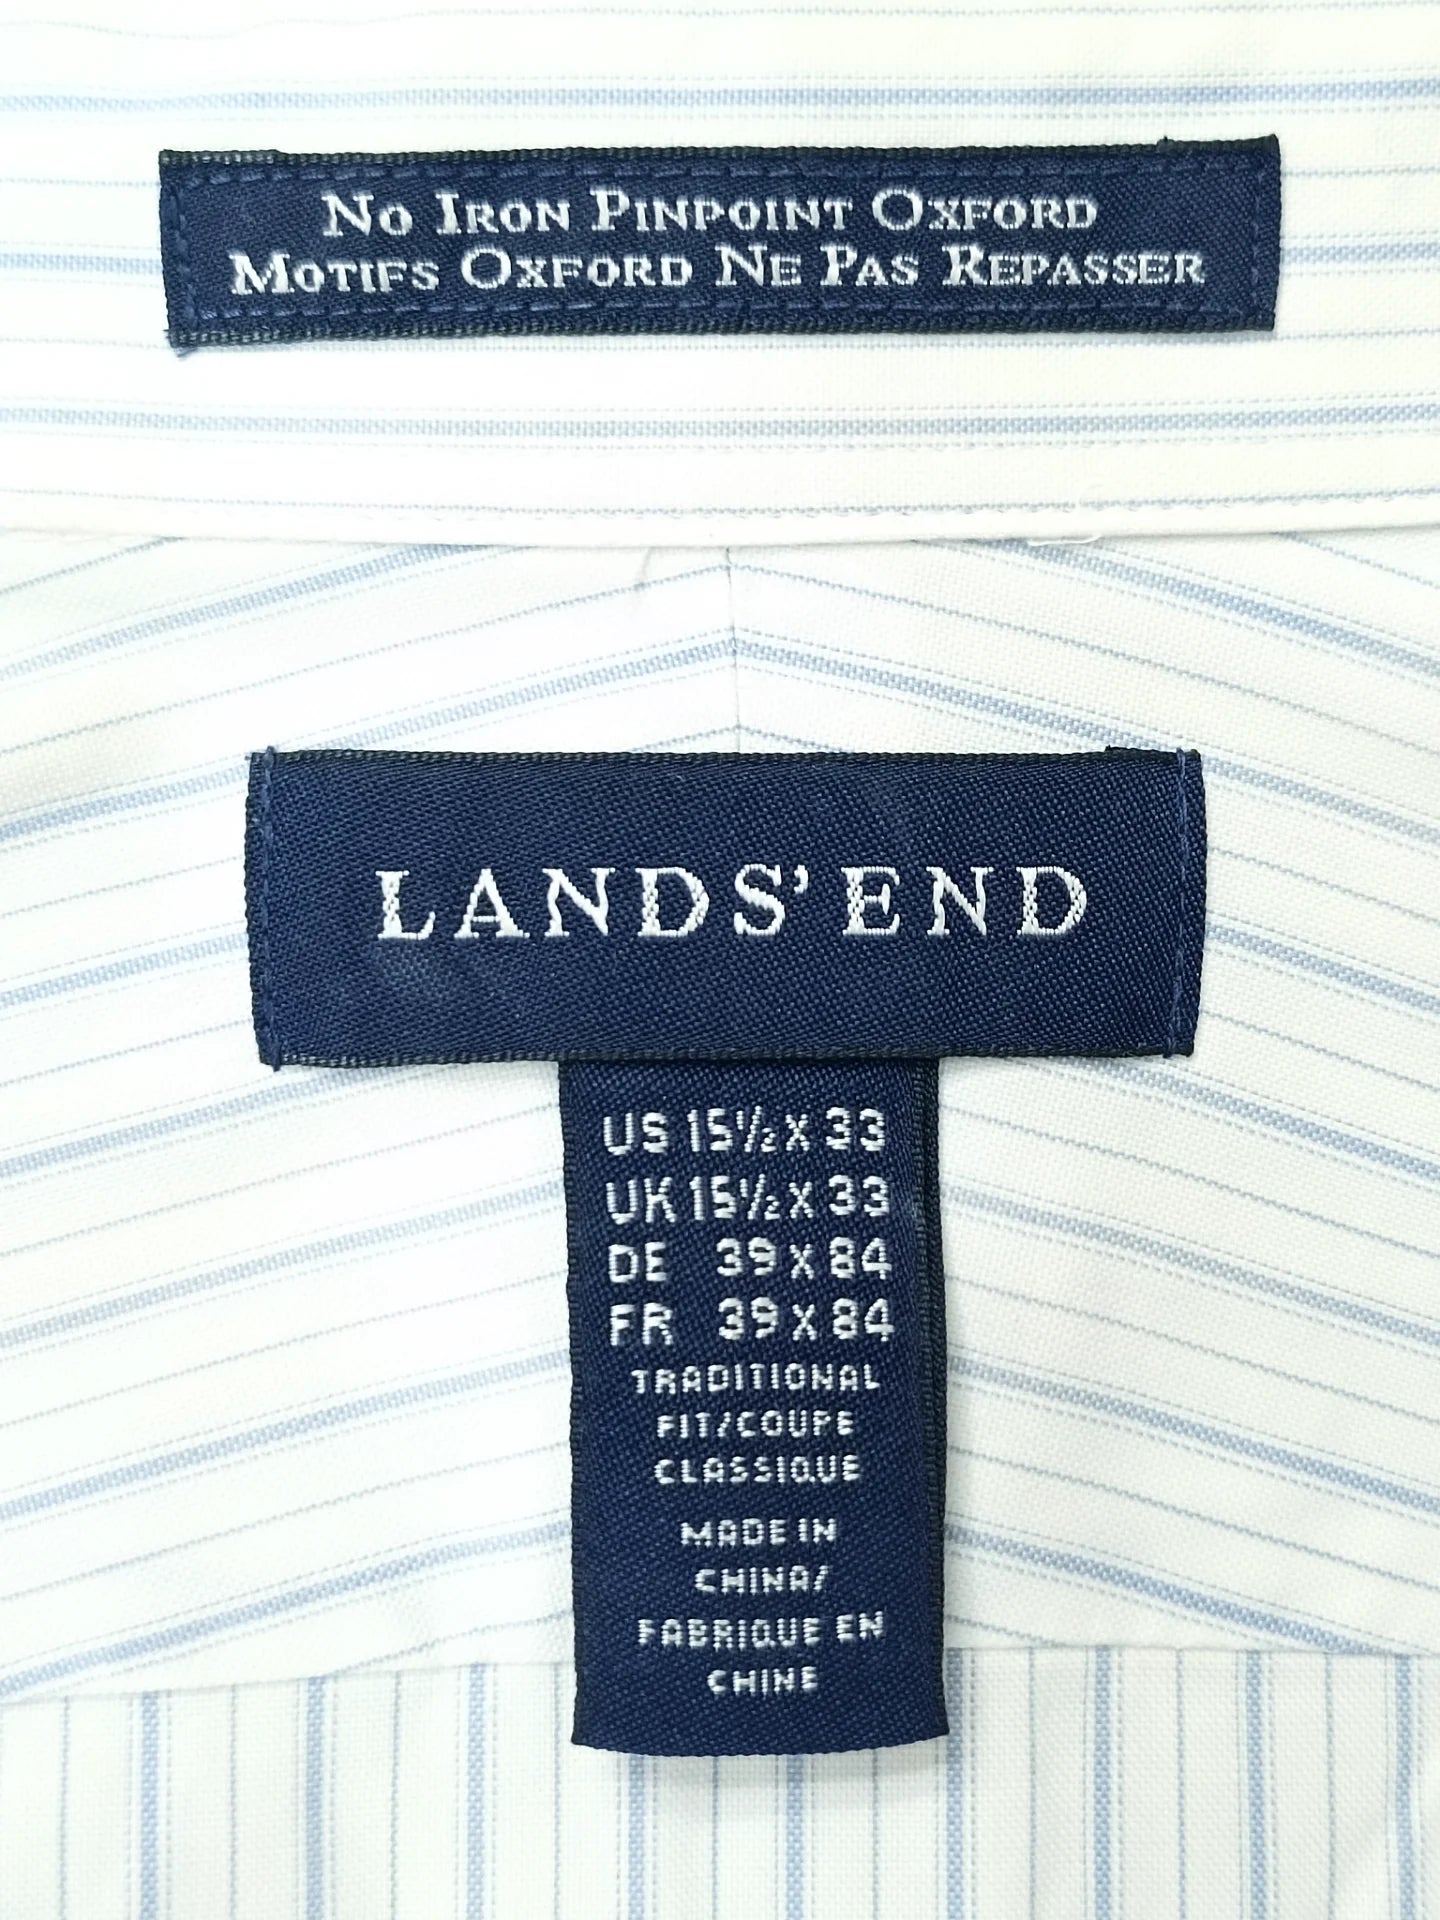 No Iron Pinpoint Oxford
Motifs Oxford Ne Pas Repasser
LANDS' END
US 15½ X 33
UK 15½ X 33
DE 39 X 84
FR 39 X 84
TRADITIONAL
FIT/COUPE
CLASSIQUE
MADE IN
CHINA/
FABRIQUE EN
CHINE